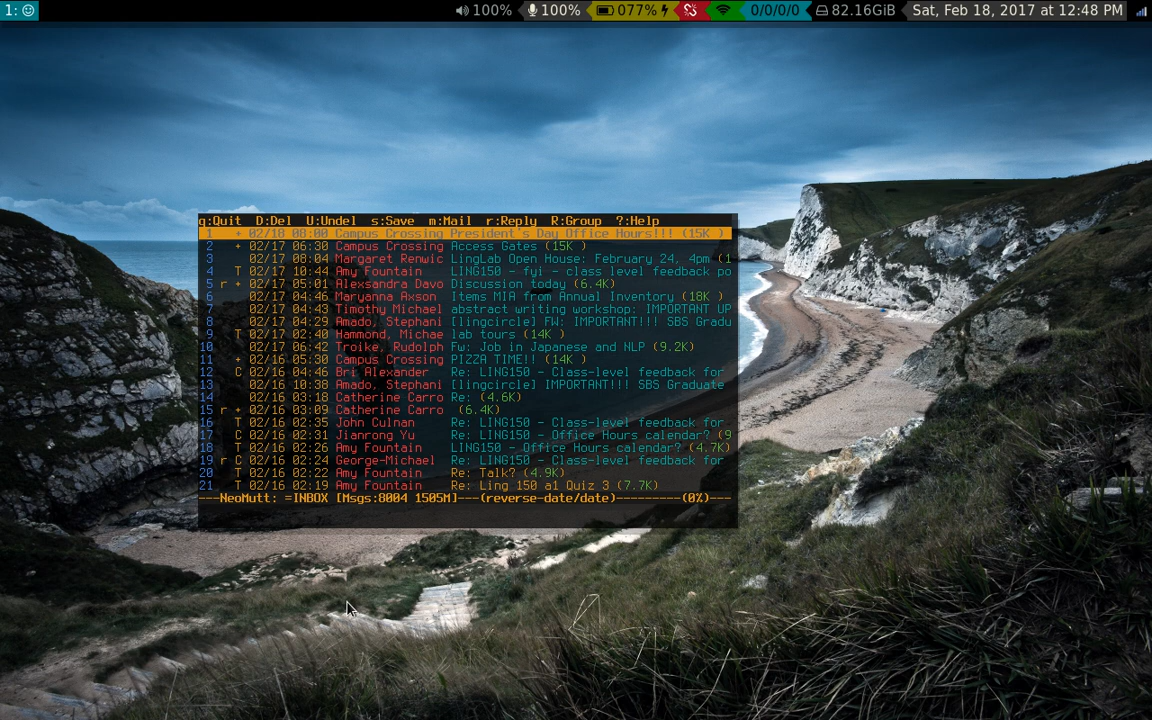 1: ☺ 100% 100% 077% 0/0/0/0 82.16GiB Sat, Feb 18, 2017 at 12:48 PM
q:Quit D:Del U:Undel s:Save m:Mail r:Reply R:Group ?:Help
1 + 02/18 08:00 Campus Crossing President's Day Office Hours!!! (15K )
2 + 02/17 06:30 Campus Crossing Access Gates (15K )
3 02/17 08:04 Margaret Renwic LingLab Open House: February 24, 4pm (1
4 T 02/17 10:44 Amy Fountain LING150 - fyi - class level feedback po
5 r + 02/17 05:01 Alexsandra Davo Discussion today (6.4K)
6 02/17 04:46 Maryanna Axson Items MIA from Annual Inventory (18K )
7 02/17 04:43 Timothy Michael abstract writing workshop: IMPORTANT UP
8 02/17 04:29 Amado, Stephani [lingcircle] FW: IMPORTANT!!! SBS Gradu
9 T 02/17 02:40 Hammond, Michae lab tours (14K )
10 02/17 06:42 Troike, Rudolph Fw: Job in Japanese and NLP (9.2K)
11 + 02/16 05:30 Campus Crossing PIZZA TIME!! (14K )
12 C 02/16 04:46 Bri Alexander Re: LING150 - Class-level feedback for
13 02/16 10:38 Amado, Stephani [lingcircle] IMPORTANT!!! SBS Graduate
14 02/16 03:18 Catherine Carro Re: (4.6K)
15 r + 02/16 03:09 Catherine Carro (6.4K)
16 T 02/16 02:35 John Culnan Re: LING150 - Class-level feedback for
17 C 02/16 02:31 Jianrong Yu Re: LING150 - Office Hours calendar? (9
18 T 02/16 02:26 Amy Fountain LING150 - Office Hours calendar? (4.7K)
19 r C 02/16 02:24 George-Michael Re: LING150 - Class-level feedback for
20 T 02/16 02:22 Amy Fountain Re: Talk? (4.9K)
21 T 02/16 02:19 Amy Fountain Re: Ling 150 a1 Quiz 3 (7.7K)
---NeoMutt: =INBOX [Msgs:8004 1505M]---(reverse-date/date)---------(0%)---